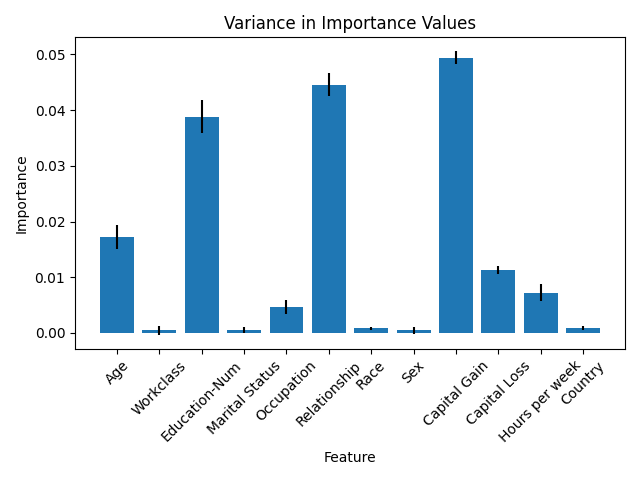 Variance in Importance Values
Importance
0.05
0.04
0.03
0.02
0.01
0.00
Age
Workclass
Education-Num
Marital Status
Occupation
Relationship
Race
Sex
Capital Gain
Capital Loss
Hours per week
Country
Feature